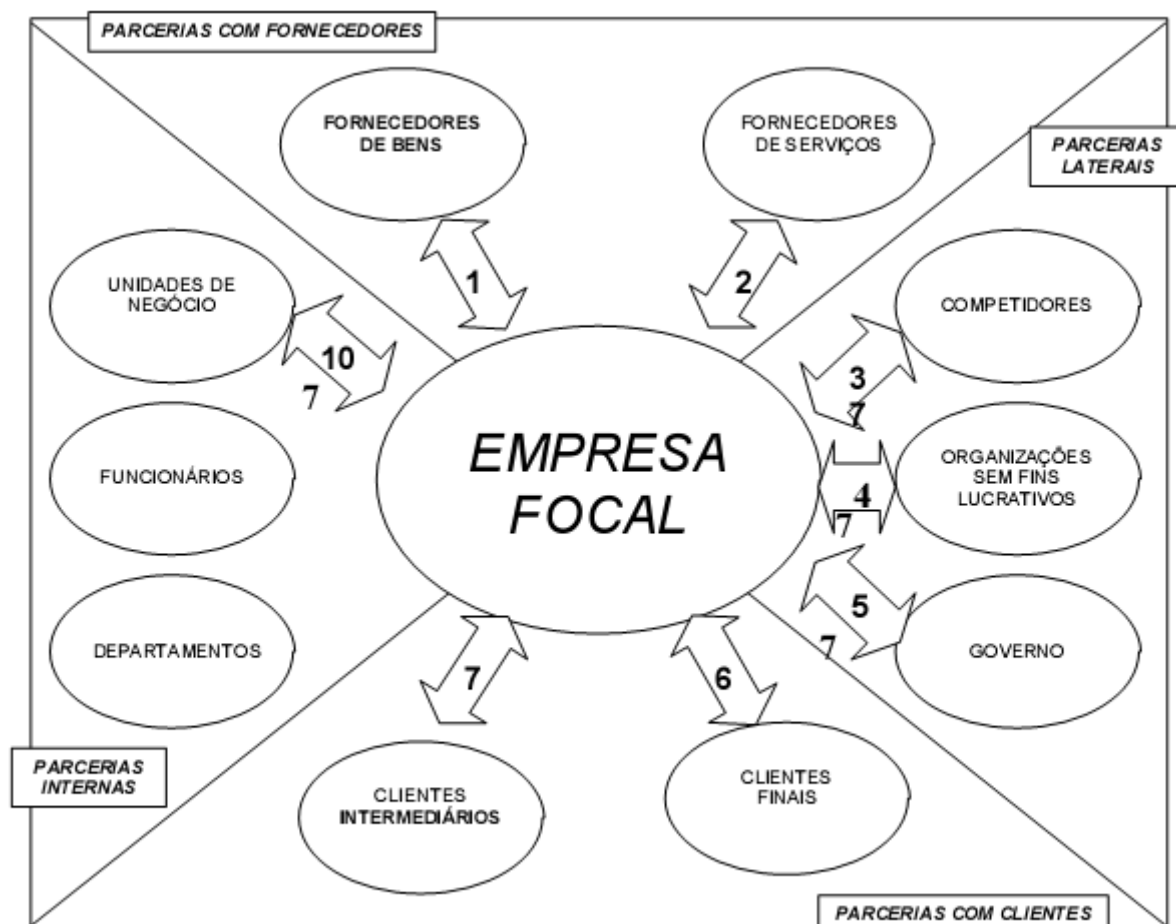 PARCERIAS COM FORNECEDORES
FORNECEDORES
DE BENS
FORNECEDORES
DE SERVIÇOS
PARCERIAS
LATERAIS
UNIDADES DE
NEGÓCIO
1
2
COMPETIDORES
10
7
3
7
EMPRESA
FOCAL
FUNCIONÁRIOS
ORGANIZAÇÕES
SEM FINS
LUCRATIVOS
4
7
5
7
DEPARTAMENTOS
GOVERNO
7
6
PARCERIAS
INTERNAS
CLIENTES
INTERMEDIÁRIOS
CLIENTES
FINAIS
PARCERIAS COM CLIENTES